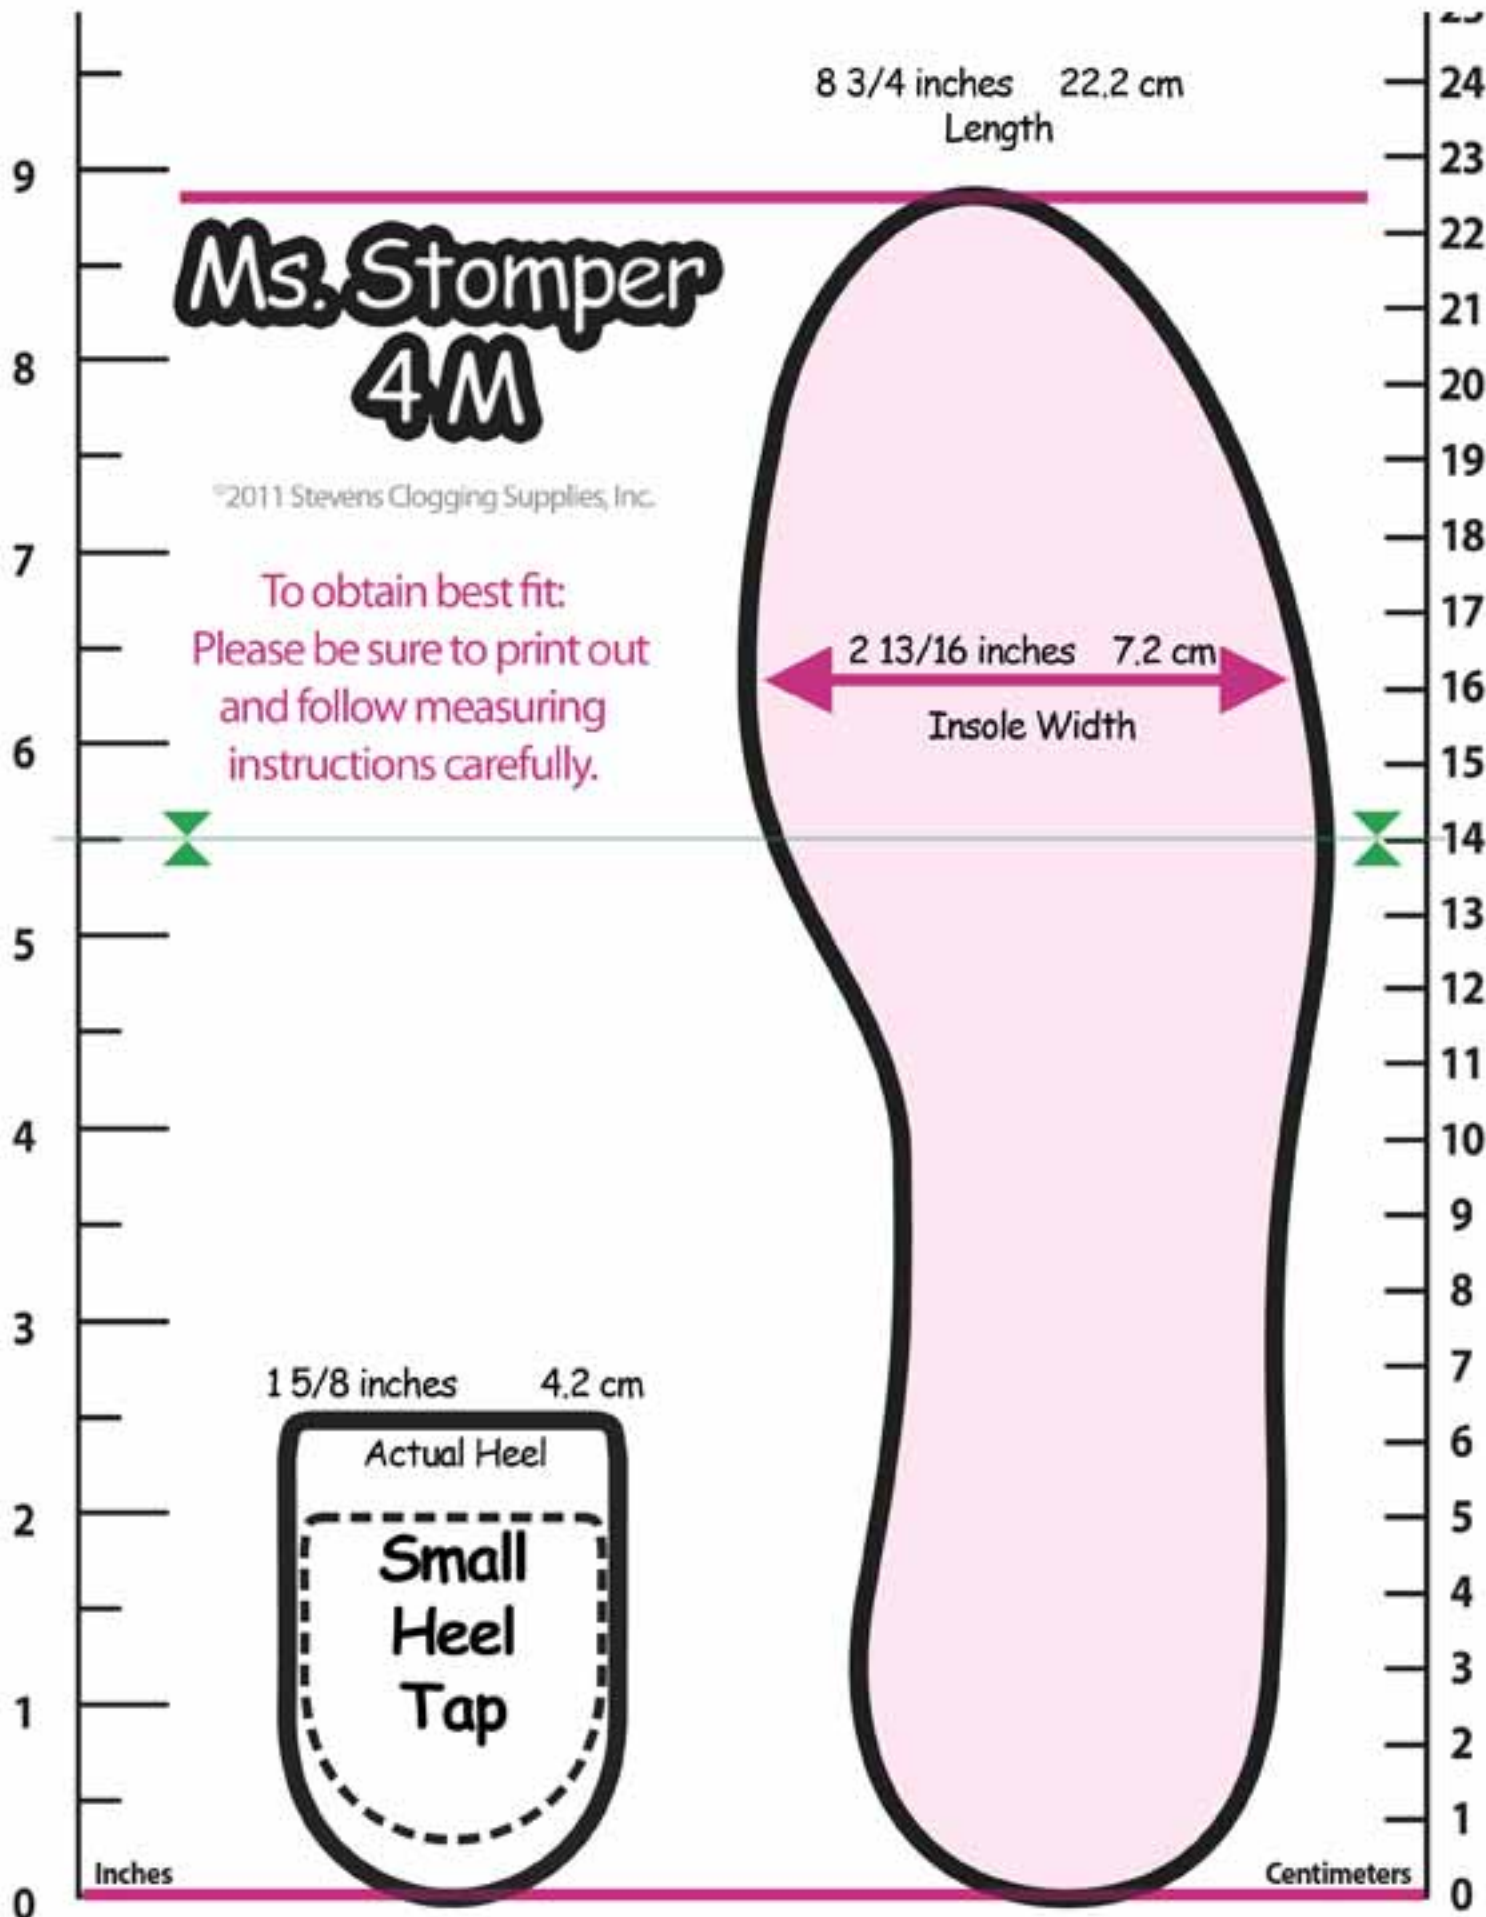 8 3/4 inches 22.2 cm
Length
Ms. Stomper
4 M
©2011 Stevens Clogging Supplies, Inc.
To obtain best fit:
Please be sure to print out
and follow measuring
instructions carefully.
2 13/16 inches 7.2 cm
Insole Width
1 5/8 inches 4.2 cm
Actual Heel
Small
Heel
Tap
Inches
Centimeters
9
8
7
6
5
4
3
2
1
0
24
23
22
21
20
19
18
17
16
15
14
13
12
11
10
9
8
7
6
5
4
3
2
1
0